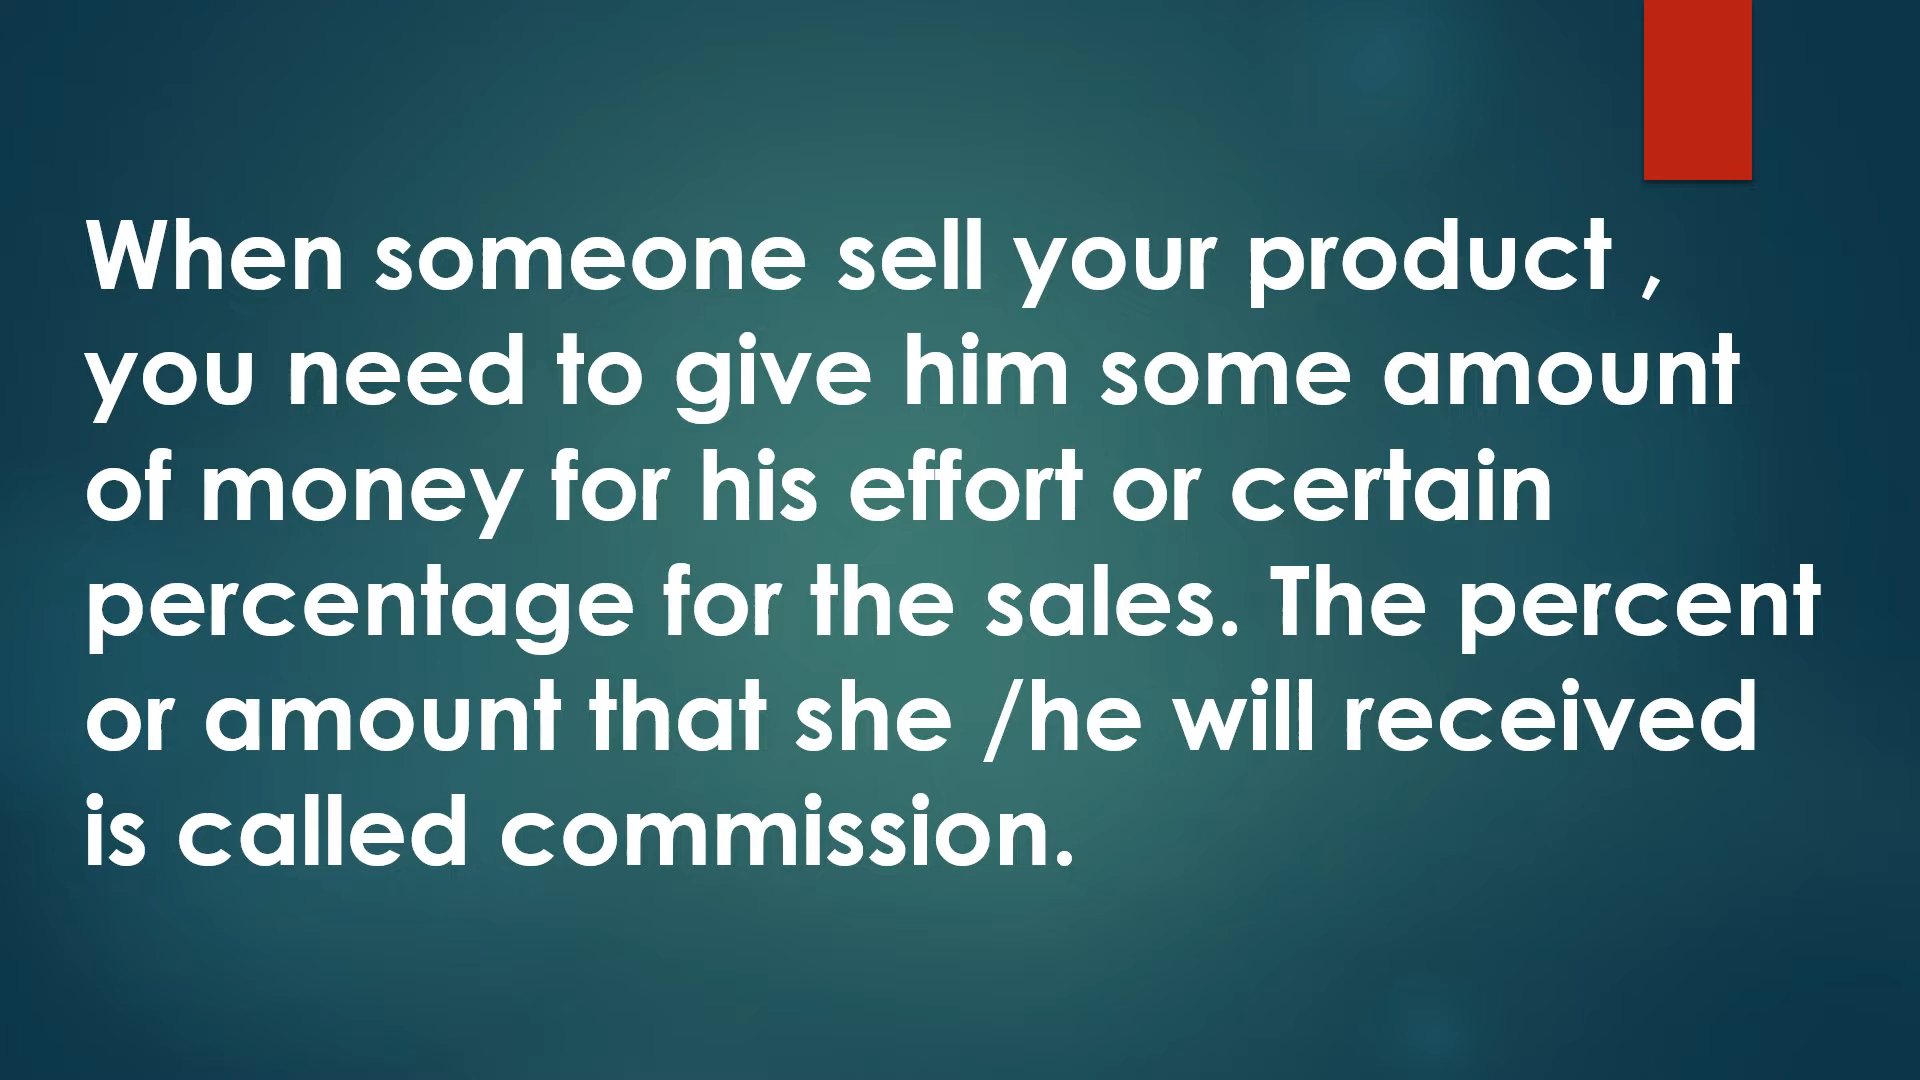 When someone sell your product ,
you need to give him some amount
of money for his effort or certain
percentage for the sales. The percent
or amount that she /he will received
is called commission.